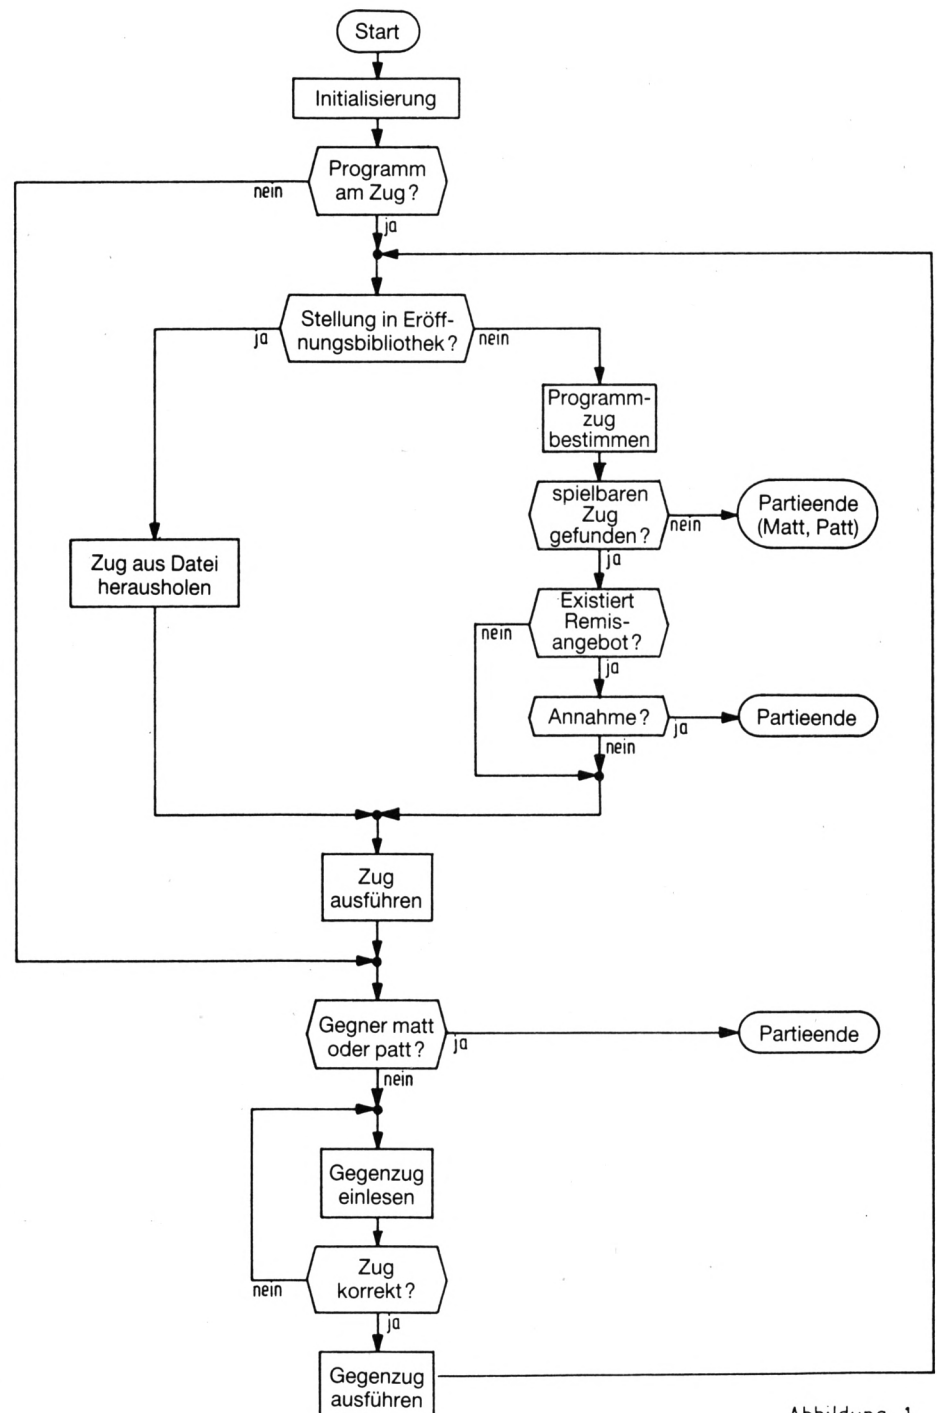 Start
Initialisierung
Programm
am Zug?
nein
ja
Stellung in Eröff-
nungsbibliothek?
ja
nein
Programm-
zug
bestimmen
spielbaren
Zug
gefunden?
nein
Partieende
(Matt, Patt)
ja
Zug aus Datei
herausholen
Existiert
Remis-
angebot?
nein
ja
Annahme?
ja
Partieende
nein
Zug
ausführen
Gegner matt
oder patt?
ja
Partieende
nein
Gegenzug
einlesen
Zug
korrekt?
nein
ja
Gegenzug
ausführen
Abbildung 1